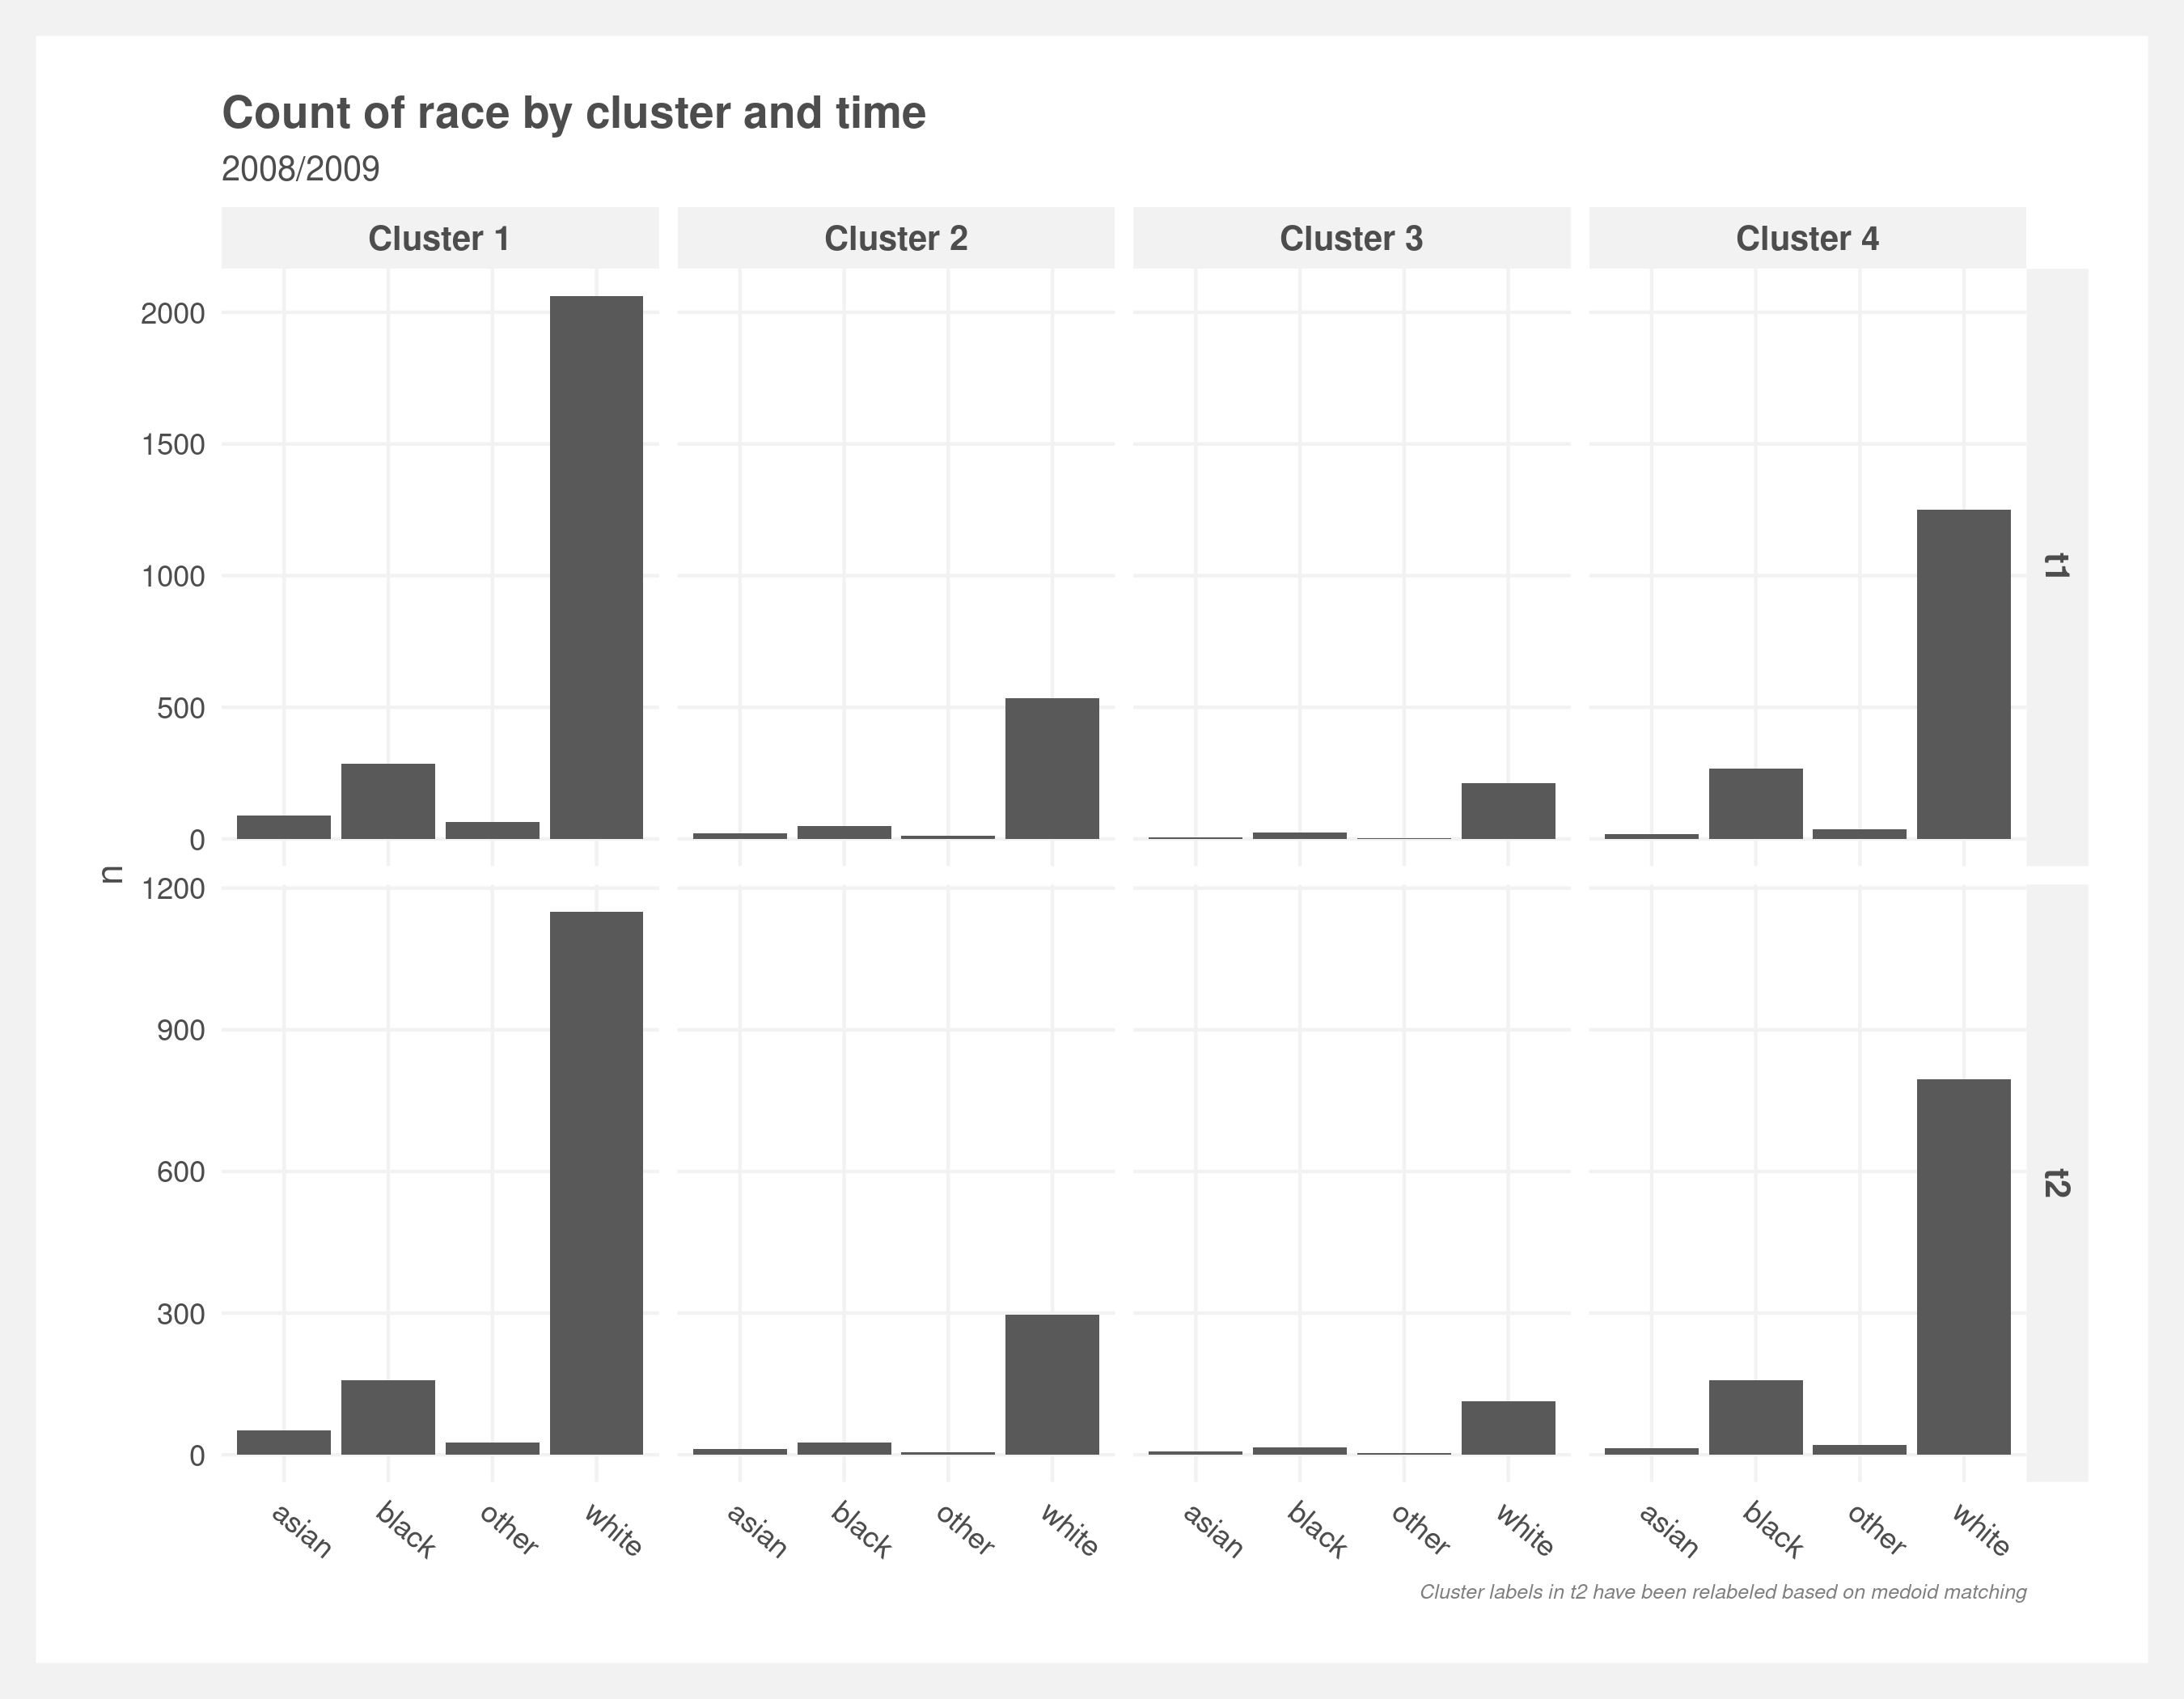 Count of race by cluster and time
2008/2009
Cluster 1 Cluster 2 Cluster 3 Cluster 4
2000
1500
1000
500
0
t1
n
1200
900
600
300
0
t2
asian black other white asian black other white asian black other white asian black other white
Cluster labels in t2 have been relabeled based on medoid matching